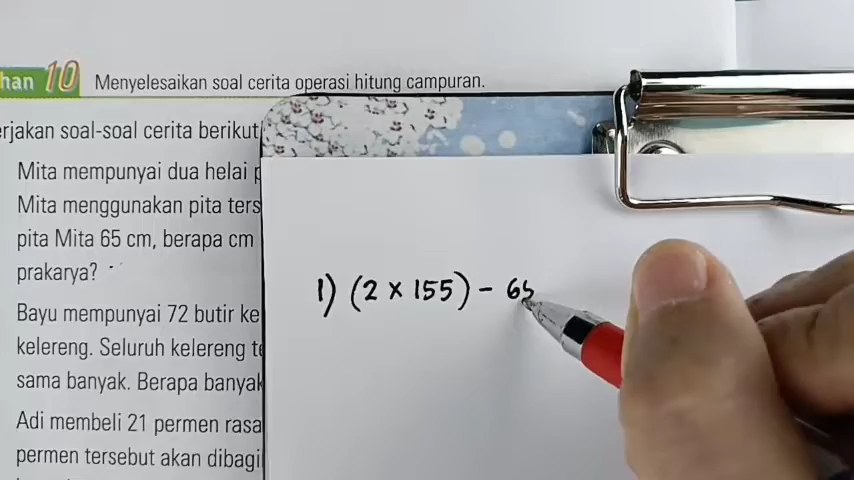 han 10 Menyelesaikan soal cerita operasi hitung campuran.
erjakan soal-soal cerita berikut
Mita mempunyai dua helai p
Mita menggunakan pita ters
pita Mita 65 cm, berapa cm
prakarya?
Bayu mempunyai 72 butir ke
kelereng. Seluruh kelereng te
sama banyak. Berapa banyak
Adi membeli 21 permen rasa
permen tersebut akan dibagi
1) (2 × 155) - 65